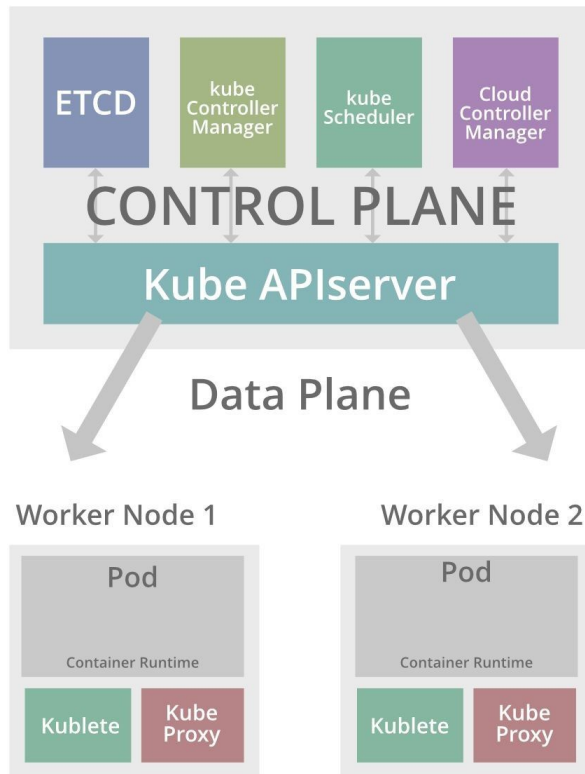 ETCD
kube
Controller
Manager
kube
Scheduler
Cloud
Controller
Manager
CONTROL PLANE
Kube APIserver
Data Plane
Worker Node 1
Pod
Container Runtime
Kublete
Kube
Proxy
Worker Node 2
Pod
Container Runtime
Kublete
Kube
Proxy